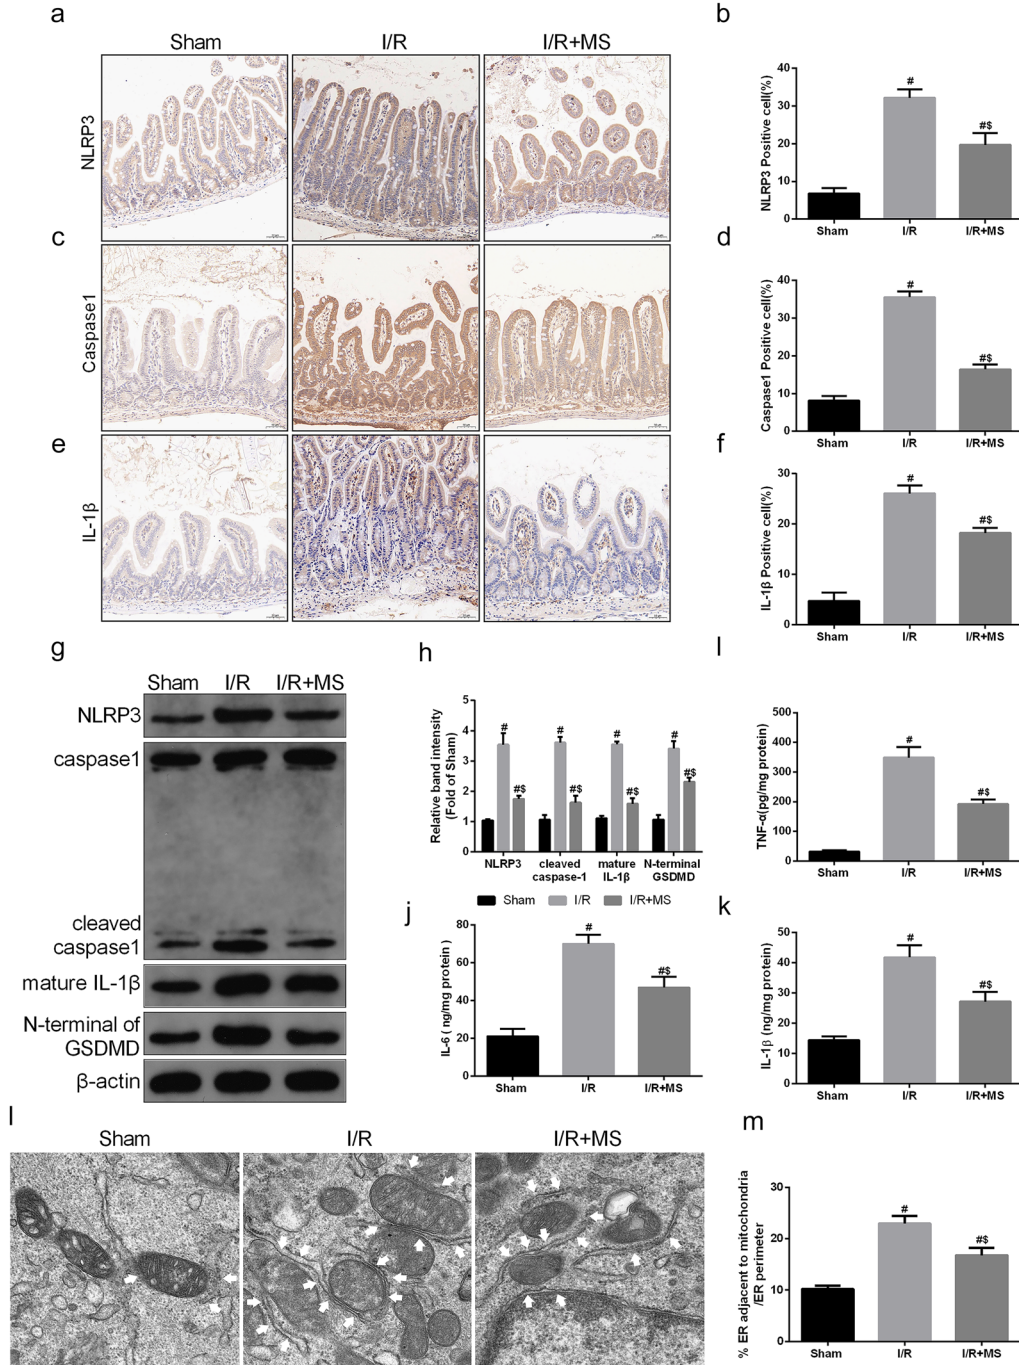 a
Sham
I/R
I/R+MS
NLRP3
b
NLRP3 Positive cell(%)
40
30
20
10
0
#
#$
Sham
I/R
I/R+MS
c
Caspase1
d
Caspase1 Positive cell(%)
40
30
20
10
0
#
#$
Sham
I/R
I/R+MS
e
IL-1β
f
IL-1β Positive cell(%)
30
20
10
0
#
#$
Sham
I/R
I/R+MS
g
Sham
I/R
I/R+MS
NLRP3
caspase1
cleaved
caspase1
mature IL-1β
N-terminal of
GSDMD
β-actin
h
Relative band intensity
(Fold of Sham)
5
4
3
2
1
0
#
#$
#
#$
#
#$
#
#$
NLRP3
cleaved
caspase-1
mature
IL-1β
N-terminal
GSDMD
Sham
I/R
I/R+MS
I
TNF-α(pg/mg protein)
500
400
300
200
100
0
#
#$
Sham
I/R
I/R+MS
j
IL-6 ( ng/mg protein )
80
60
40
20
0
#
#$
Sham
I/R
I/R+MS
k
IL-1β (ng/mg protein)
50
40
30
20
10
0
#
#$
Sham
I/R
I/R+MS
l
Sham
I/R
I/R+MS
m
% ER adjacent to mitochondria
/ER perimeter
30
20
10
0
#
#$
Sham
I/R
I/R+MS